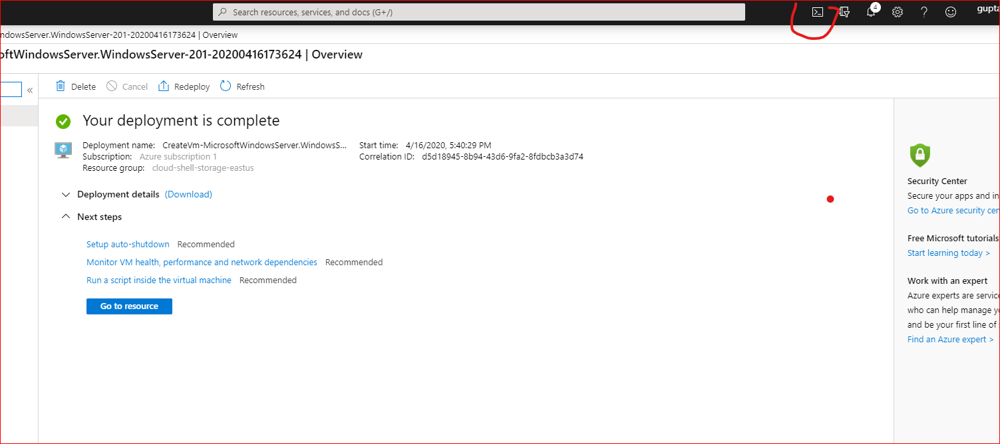 Search resources, services, and docs (G+/)
4
gupta
ndowsServer.WindowsServer-201-20200416173624 | Overview
oftWindowsServer.WindowsServer-201-20200416173624 | Overview
«
Delete Cancel Redeploy Refresh
Your deployment is complete
Deployment name: CreateVm-MicrosoftWindowsServer.WindowsS...
Subscription: Azure subscription 1
Resource group: cloud-shell-storage-eastus
Start time: 4/16/2020, 5:40:29 PM
Correlation ID: d5d18945-8b94-43d6-9fa2-8fdbcb3a3d74
Deployment details (Download)
Next steps
Setup auto-shutdown Recommended
Monitor VM health, performance and network dependencies Recommended
Run a script inside the virtual machine Recommended
Go to resource
Security Center
Secure your apps and in
Go to Azure security cen
Free Microsoft tutorials
Start learning today >
Work with an expert
Azure experts are service
who can help manage yo
and be your first line of
Find an Azure expert >